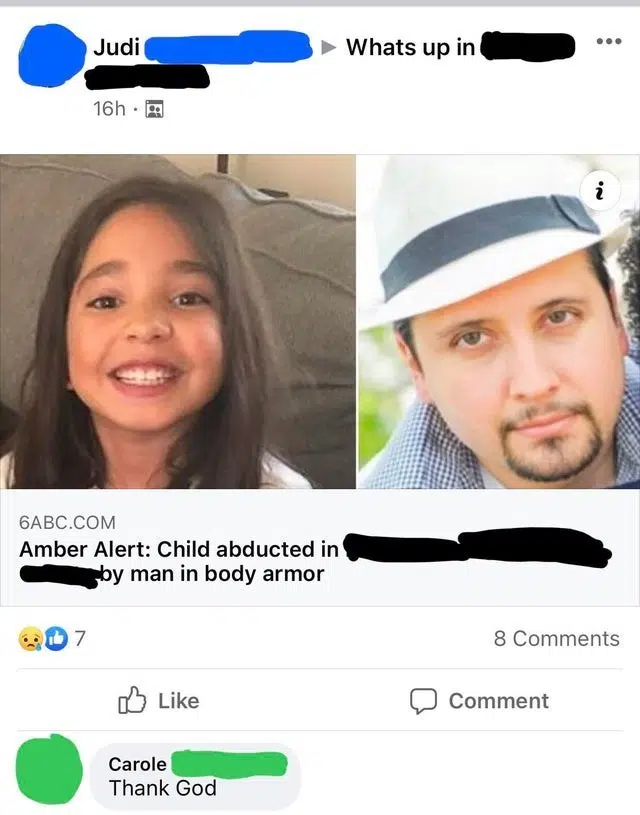 Judi ▸ Whats up in
16h ·
6ABC.COM
Amber Alert: Child abducted in
by man in body armor
7
8 Comments
Like
Comment
Carole
Thank God